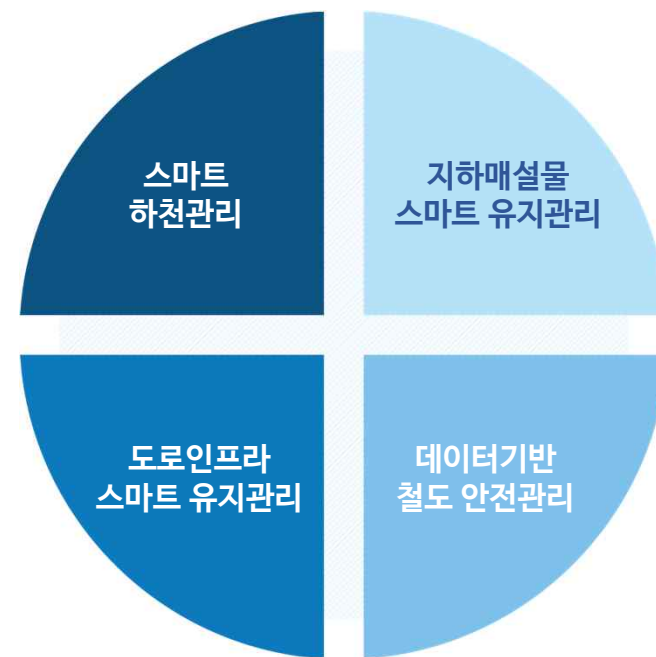 스마트
하천관리
지하매설물
스마트 유지관리
도로인프라
스마트 유지관리
데이터기반
철도 안전관리